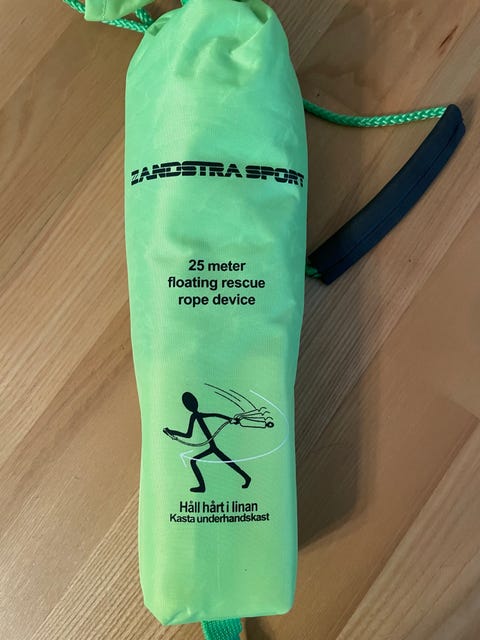 ZANDSTRA SPORT
25 meter
floating rescue
rope device
Håll hårt i linan
Kasta underhandskast